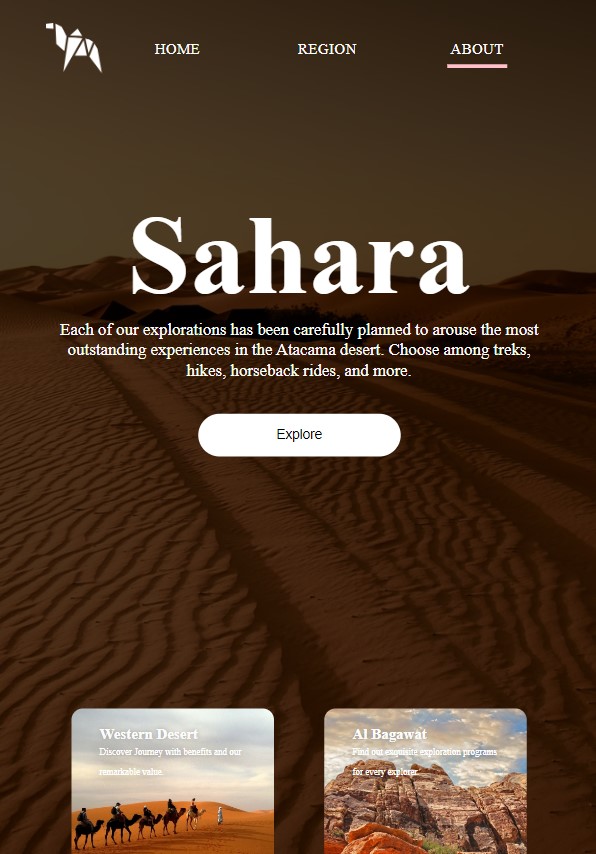 HOME REGION ABOUT
Sahara
Each of our explorations has been carefully planned to arouse the most
outstanding experiences in the Atacama desert. Choose among treks,
hikes, horseback rides, and more.
Explore
Western Desert
Discover Journey with benefits and our
remarkable value.
Al Bagawat
Find our exquisite exploration programs
for every explorer.